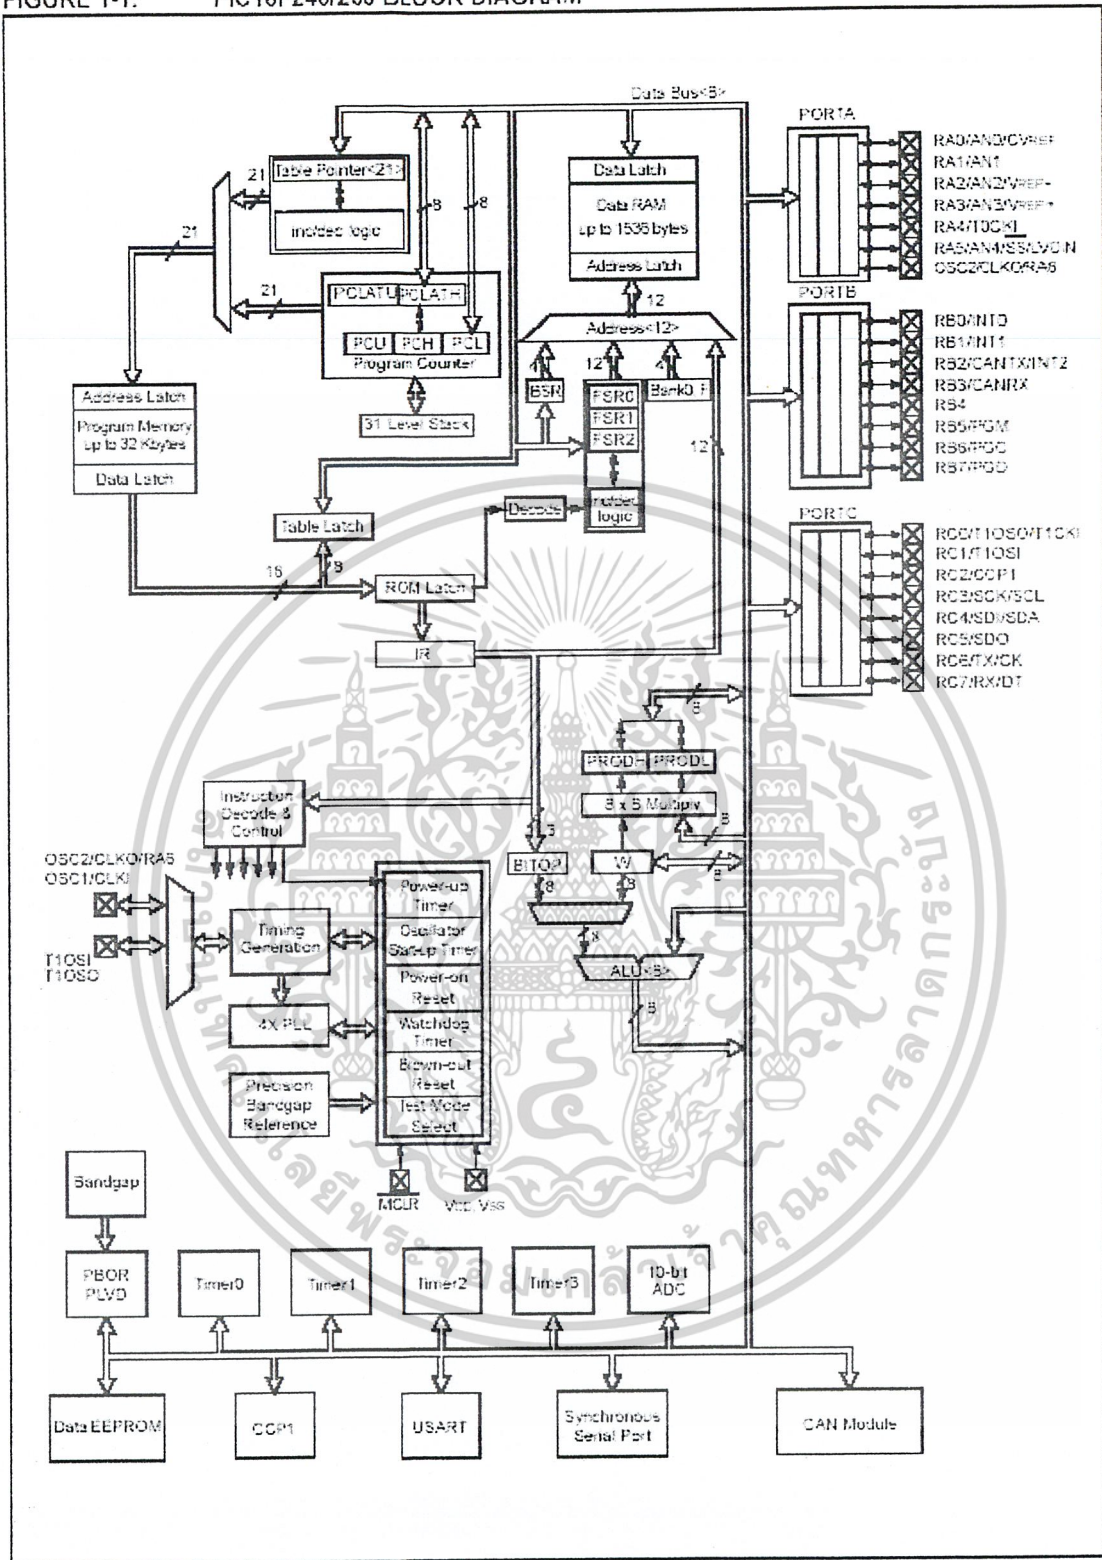 FIGURE 1-1: PIC18F248/258 BLOCK DIAGRAM
Data Bus<8>
PORTA
RA0/AN0/CVREF
RA1/AN1
RA2/AN2/VREF-
RA3/AN3/VREF+
RA4/T0CKI
RA5/AN4/SS/LVDIN
OSC2/CLKO/RA6
PORTB
RB0/INT0
RB1/INT1
RB2/CANTX/INT2
RB3/CANRX
RB4
RB5/PGM
RB6/PGC
RB7/PGD
PORTC
RC0/T1OSO/T1CKI
RC1/T1OSI
RC2/CCP1
RC3/SCK/SCL
RC4/SDI/SDA
RC5/SDO
RC6/TX/CK
RC7/RX/DT
21
Table Pointer<21>
21
inc/dec logic
21
8
8
21
PCLATU
PCLATH
PCU
PCH
PCL
Program Counter
31 Level Stack
Data Latch
Data RAM
up to 1536 bytes
Address Latch
12
Address<12>
4
12
4
BSR
FSR0
FSR1
FSR2
Bank0, F
12
inc/dec
logic
Decode
Address Latch
Program Memory
up to 32 Kbytes
Data Latch
Table Latch
16
8
ROM Latch
IR
8
PRODH
PRODL
8 x 8 Multiply
8
3
BITOP
W
8
8
8
8
ALU<8>
8
Instruction
Decode &
Control
OSC2/CLKO/RA6
OSC1/CLKI
T1OSI
T1OSO
Timing
Generation
4X PLL
Precision
Bandgap
Reference
Power-up
Timer
Oscillator
Start-up Timer
Power-on
Reset
Watchdog
Timer
Brown-out
Reset
Test Mode
Select
MCLR
VDD, VSS
Bandgap
PBOR
PLVD
Timer0
Timer1
Timer2
Timer3
10-bit
ADC
Data EEPROM
CCP1
USART
Synchronous
Serial Port
CAN Module